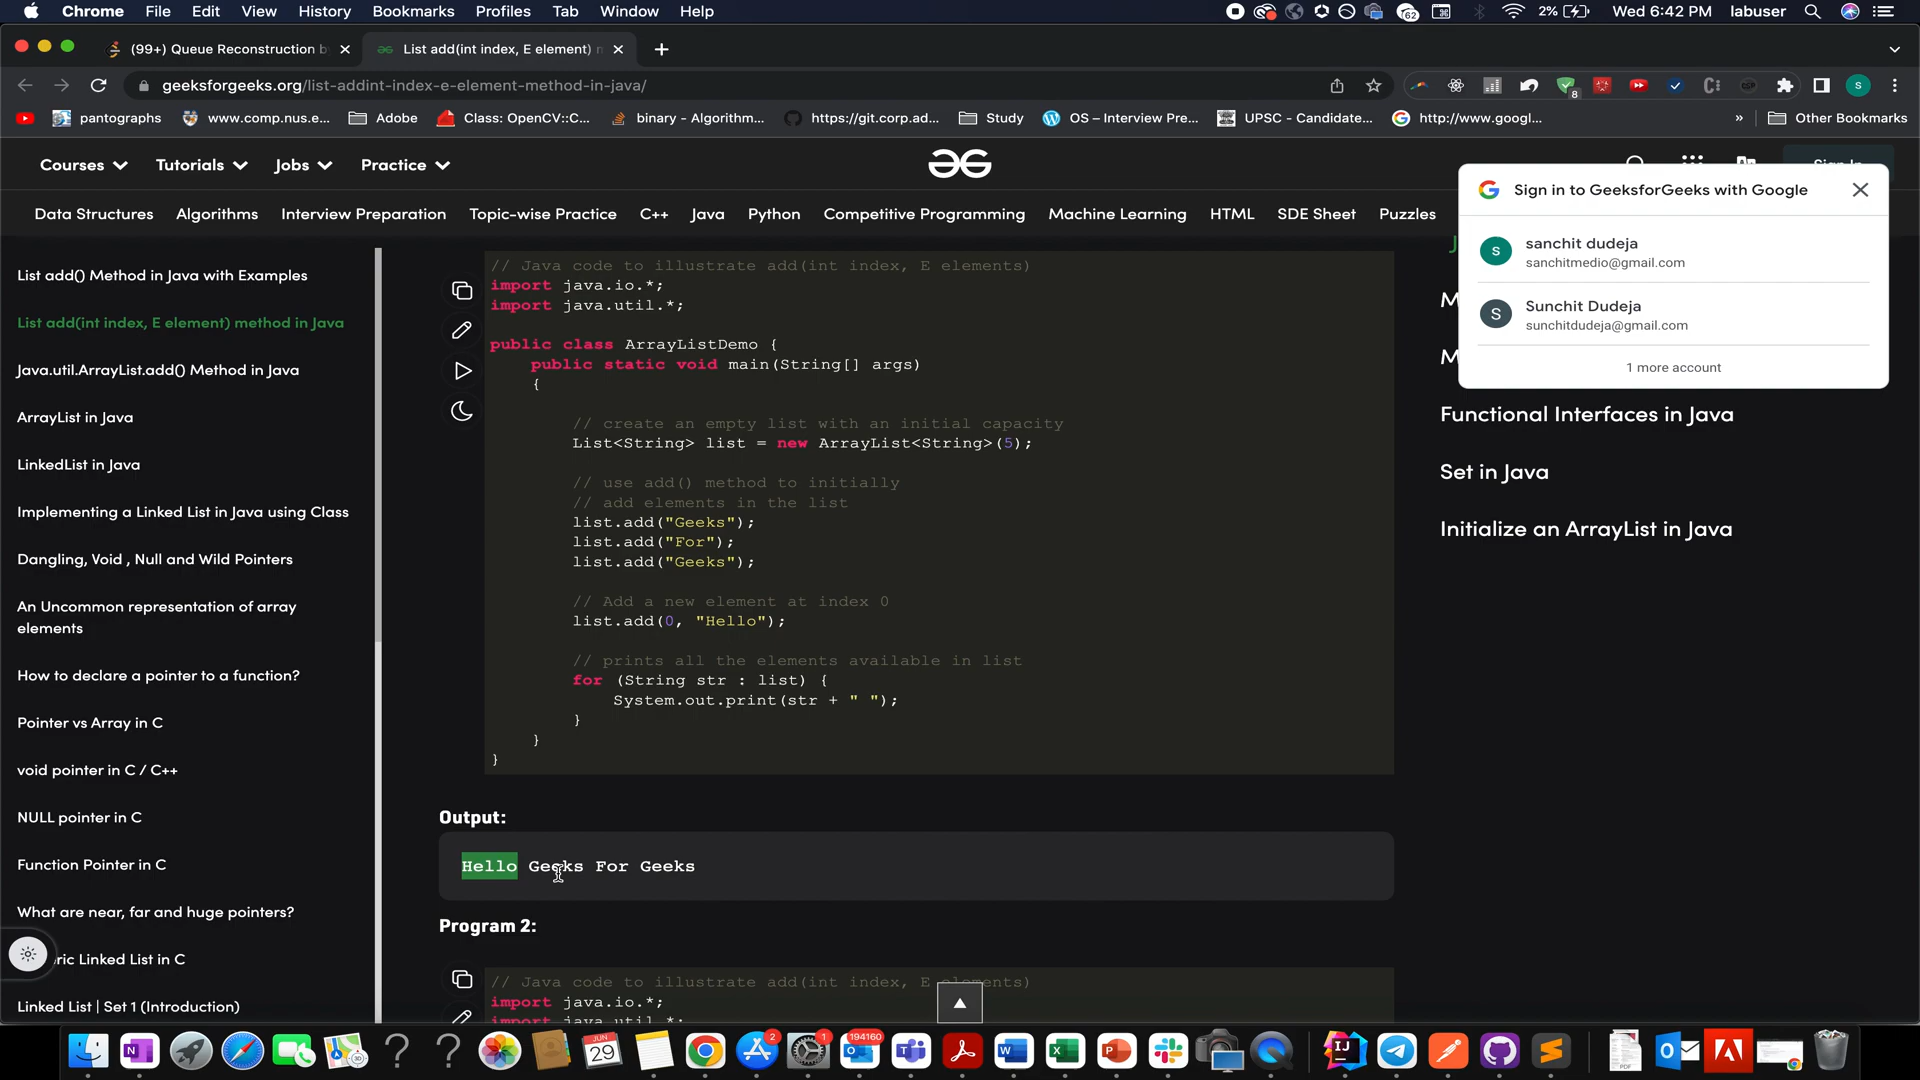 Chrome File Edit View History Bookmarks Profiles Tab Window Help 62 2% Wed 6:42 PM labuser
(99+) Queue Reconstruction b
List add(int index, E element)
geeksforgeeks.org/list-addint-index-e-element-method-in-java/
8
S
pantographs
www.comp.nus.e...
Adobe
Class: OpenCV::C...
binary - Algorithm...
https://git.corp.ad...
Study
OS – Interview Pre...
UPSC - Candidate...
http://www.googl...
»
Other Bookmarks
Courses
Tutorials
Jobs
Practice
Sign In
Data Structures
Algorithms
Interview Preparation
Topic-wise Practice
C++
Java
Python
Competitive Programming
Machine Learning
HTML
SDE Sheet
Puzzles
Sign in to GeeksforGeeks with Google
s
sanchit dudeja
sanchitmedio@gmail.com
S
Sunchit Dudeja
sunchitdudeja@gmail.com
1 more account
List add() Method in Java with Examples
List add(int index, E element) method in Java
Java.util.ArrayList.add() Method in Java
ArrayList in Java
LinkedList in Java
Implementing a Linked List in Java using Class
Dangling, Void , Null and Wild Pointers
An Uncommon representation of array
elements
How to declare a pointer to a function?
Pointer vs Array in C
void pointer in C / C++
NULL pointer in C
Function Pointer in C
What are near, far and huge pointers?
ric Linked List in C
Linked List | Set 1 (Introduction)
// Java code to illustrate add(int index, E elements)
import java.io.*;
import java.util.*;
public class ArrayListDemo {
public static void main(String[] args)
{
// create an empty list with an initial capacity
List<String> list = new ArrayList<String>(5);
// use add() method to initially
// add elements in the list
list.add("Geeks");
list.add("For");
list.add("Geeks");
// Add a new element at index 0
list.add(0, "Hello");
// prints all the elements available in list
for (String str : list) {
System.out.print(str + " ");
}
}
}
Output:
Hello Geeks For Geeks
Program 2:
// Java code to illustrate add(int index, E elements)
import java.io.*;
import java.util.*;
Functional Interfaces in Java
Set in Java
Initialize an ArrayList in Java
JUN
29
2
1
194160